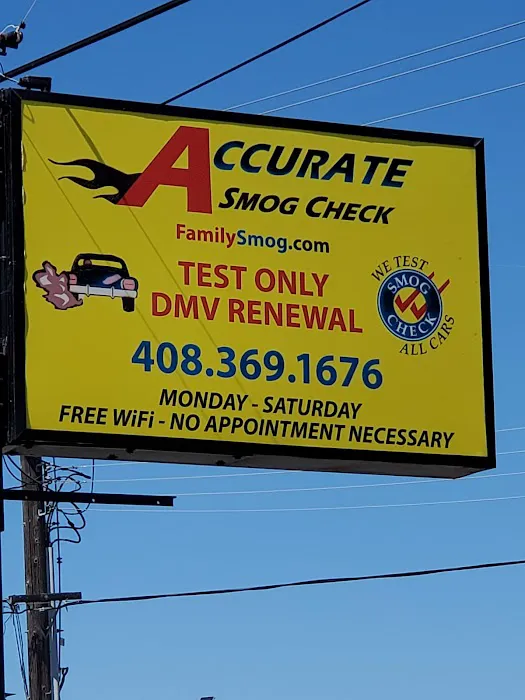 ACCURATE
SMOG CHECK
FamilySmog.com
TEST ONLY
DMV RENEWAL
WE TEST
SMOG
CHECK
ALL CARS
408.369.1676
MONDAY - SATURDAY
FREE WiFi - NO APPOINTMENT NECESSARY